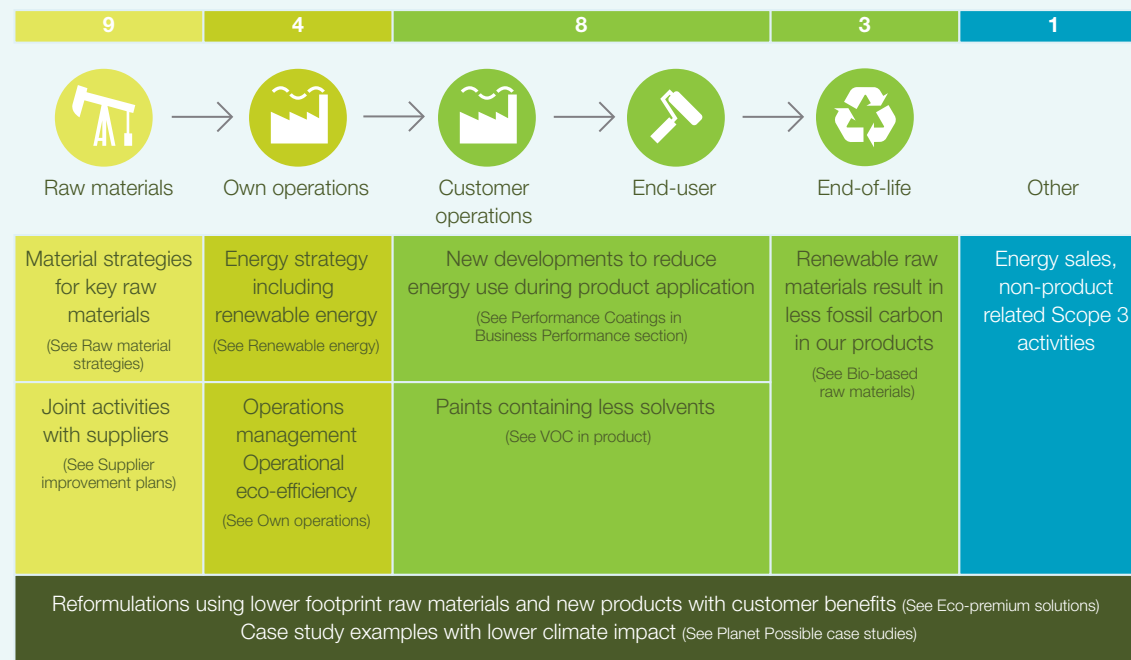 9
4
8
3
1
Raw materials
Own operations
Customer
operations
End-user
End-of-life
Other
Material strategies
for key raw
materials
(See Raw material
strategies)
Energy strategy
including
renewable energy
(See Renewable energy)
New developments to reduce
energy use during product application
(See Performance Coatings in
Business Performance section)
Renewable raw
materials result in
less fossil carbon
in our products
(See Bio-based
raw materials)
Energy sales,
non-product
related Scope 3
activities
Joint activities
with suppliers
(See Supplier
improvement plans)
Operations
management
Operational
eco-efficiency
(See Own operations)
Paints containing less solvents
(See VOC in product)
Reformulations using lower footprint raw materials and new products with customer benefits (See Eco-premium solutions)
Case study examples with lower climate impact (See Planet Possible case studies)